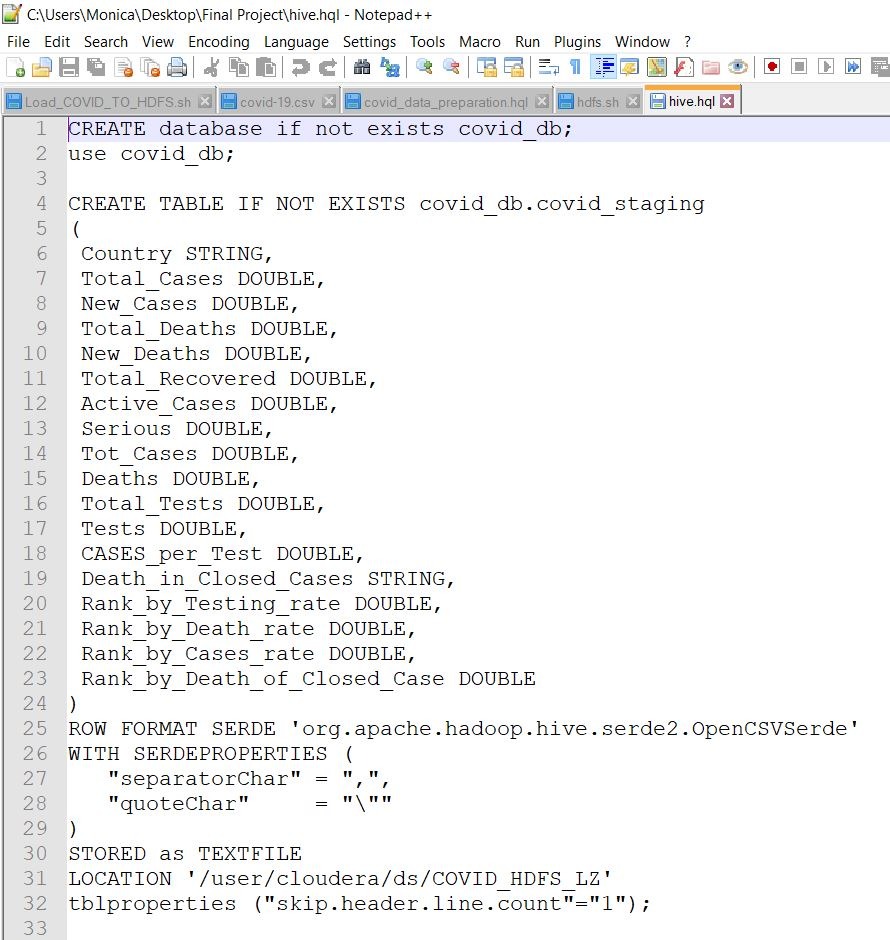 C:\Users\Monica\Desktop\Final Project\hive.hql - Notepad++
File Edit Search View Encoding Language Settings Tools Macro Run Plugins Window ?
Load_COVID_TO_HDFS.sh covid-19.csv covid_data_preparation.hql hdfs.sh hive.hql
1 CREATE database if not exists covid_db;
2 use covid_db;
3
4 CREATE TABLE IF NOT EXISTS covid_db.covid_staging
5 (
6 Country STRING,
7 Total_Cases DOUBLE,
8 New_Cases DOUBLE,
9 Total_Deaths DOUBLE,
10 New_Deaths DOUBLE,
11 Total_Recovered DOUBLE,
12 Active_Cases DOUBLE,
13 Serious DOUBLE,
14 Tot_Cases DOUBLE,
15 Deaths DOUBLE,
16 Total_Tests DOUBLE,
17 Tests DOUBLE,
18 CASES_per_Test DOUBLE,
19 Death_in_Closed_Cases STRING,
20 Rank_by_Testing_rate DOUBLE,
21 Rank_by_Death_rate DOUBLE,
22 Rank_by_Cases_rate DOUBLE,
23 Rank_by_Death_of_Closed_Case DOUBLE
24 )
25 ROW FORMAT SERDE 'org.apache.hadoop.hive.serde2.OpenCSVSerde'
26 WITH SERDEPROPERTIES (
27 "separatorChar" = ",",
28 "quoteChar" = "\""
29 )
30 STORED as TEXTFILE
31 LOCATION '/user/cloudera/ds/COVID_HDFS_LZ'
32 tblproperties ("skip.header.line.count"="1");
33